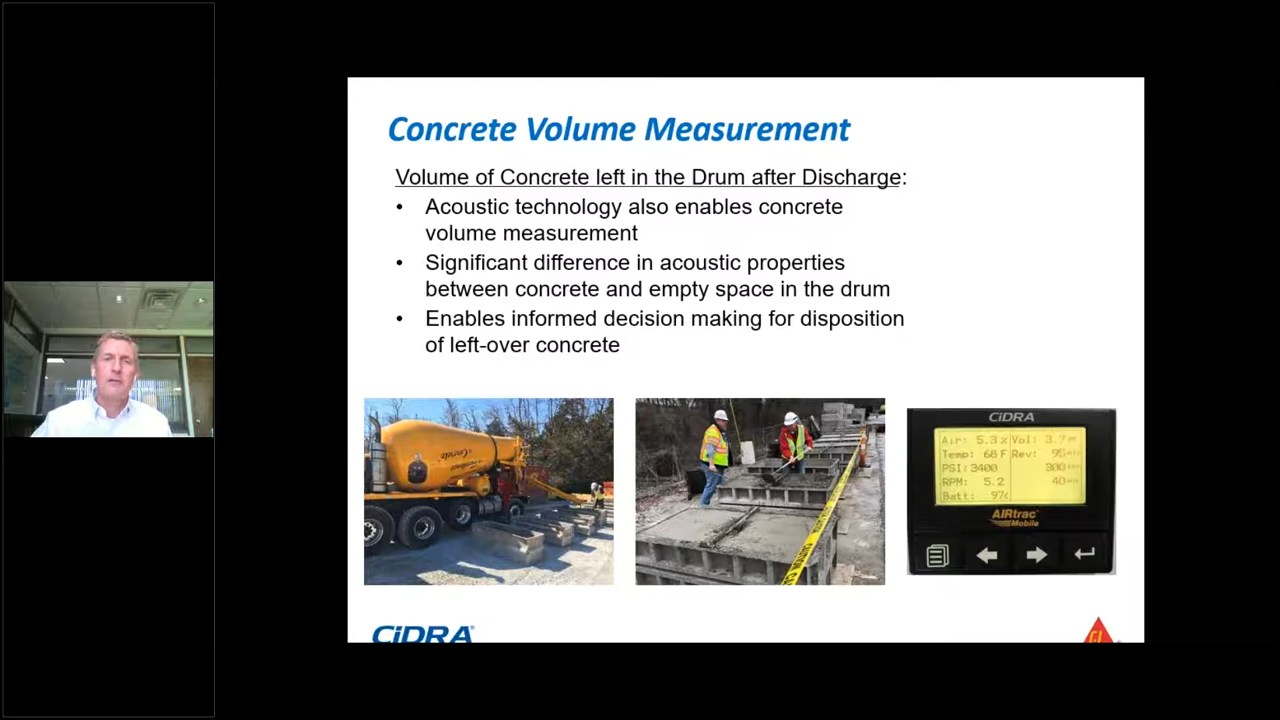 Concrete Volume Measurement
Volume of Concrete left in the Drum after Discharge:
• Acoustic technology also enables concrete
volume measurement
• Significant difference in acoustic properties
between concrete and empty space in the drum
• Enables informed decision making for disposition
of left-over concrete
Concrete
CAUTION
CiDRA
Air: 5.3% Vol: 3.7
Temp: 68 F Rev: 95
PSI: 3400 300
RPM: 5.2 40
Batt: 97%
AIRtrac
Mobile
CiDRA®